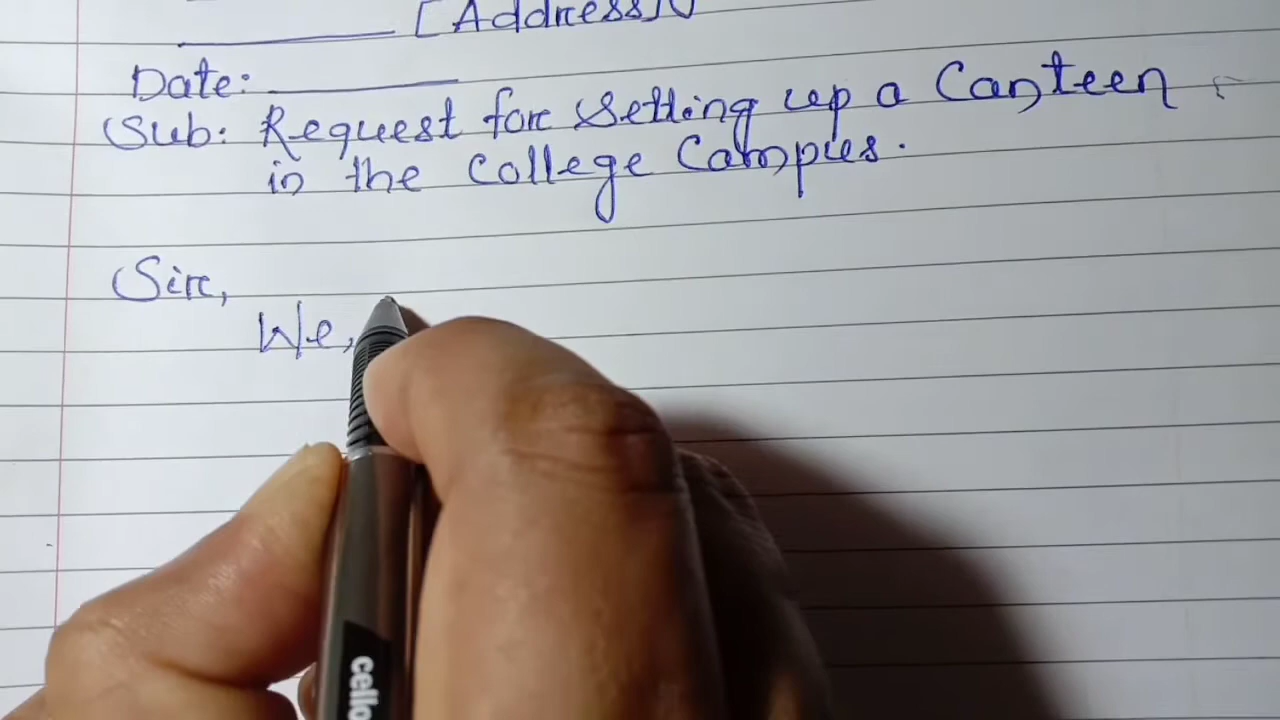 [Address]
Date:
Sub: Request for Setting up a Canteen
in the College Campus.
Sir,
We,
cello